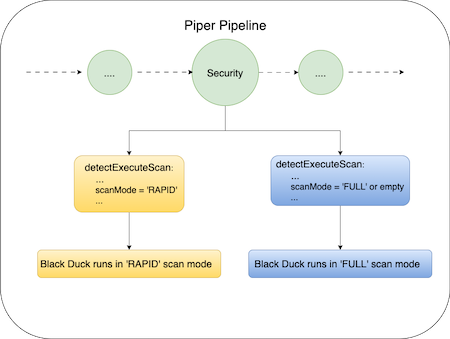 Piper Pipeline
....
Security
....
detectExecuteScan:
...
scanMode = 'RAPID'
...
detectExecuteScan:
...
scanMode = 'FULL' or empty
...
Black Duck runs in 'RAPID' scan mode
Black Duck runs in 'FULL' scan mode